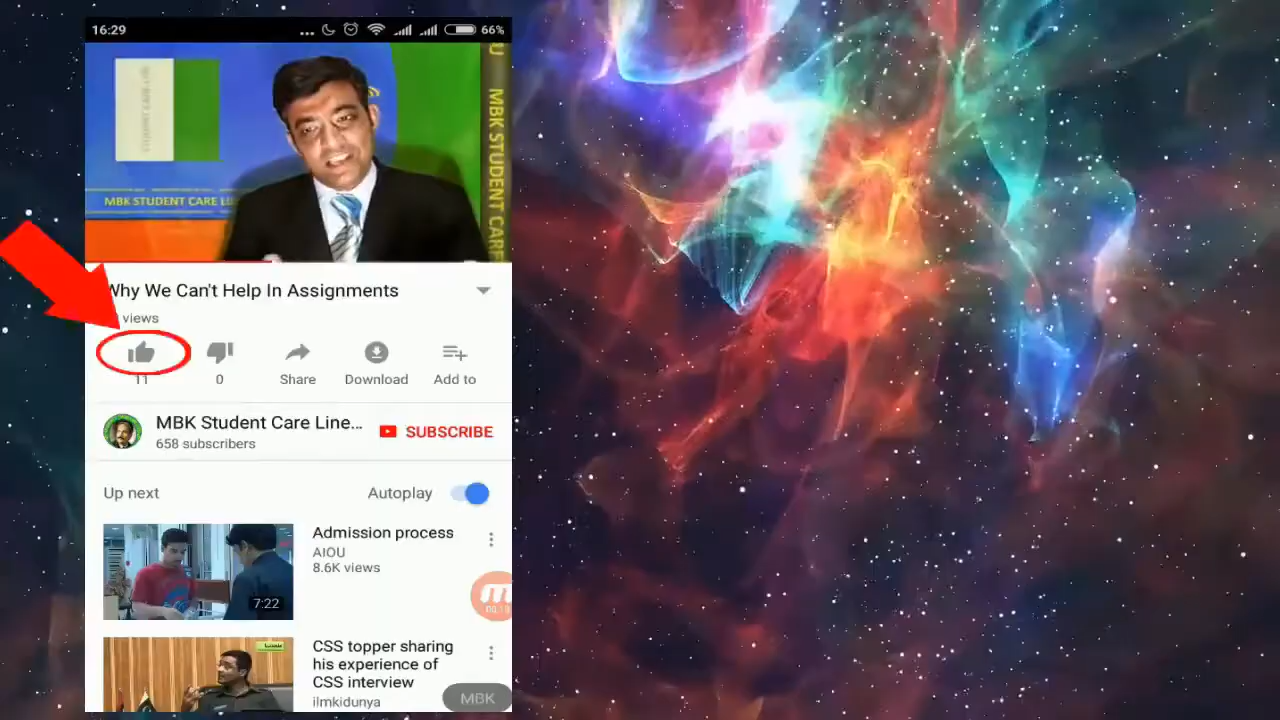 16:29
66%
MBK STUDENT CARE
MBK STUDENT CARE LI
Why We Can't Help In Assignments
views
11
0
Share
Download
Add to
MBK Student Care Line...
658 subscribers
SUBSCRIBE
Up next
Autoplay
Admission process
AIOU
8.6K views
7:22
CSS topper sharing
his experience of
CSS interview
ilmkidunya
MBK